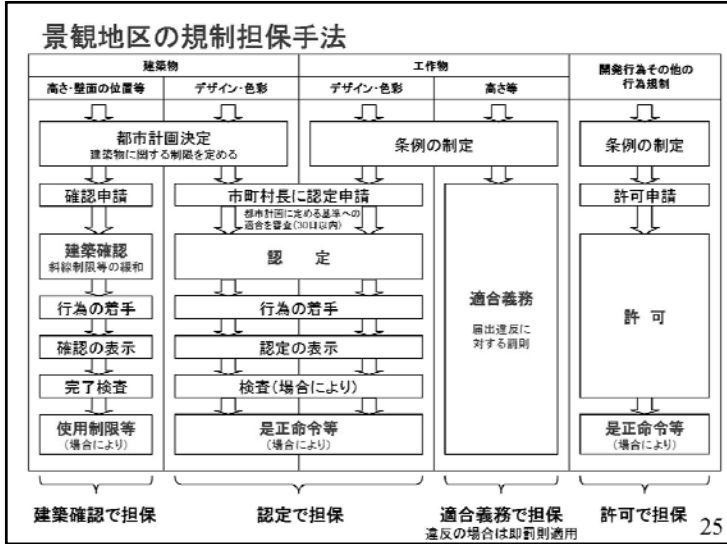 景観地区の規制担保手法
建築物
工作物
開発行為その他の
行為規制
高さ・壁面の位置等
デザイン・色彩
デザイン・色彩
高さ等
都市計画決定
建築物に関する制限を定める
条例の制定
条例の制定
確認申請
市町村長に認定申請
許可申請
都市計画に定める基準への
適合を審査(30日以内)
建築確認
斜線制限等の緩和
認 定
適合義務
届出違反に
対する罰則
許 可
行為の着手
行為の着手
確認の表示
認定の表示
完了検査
検査(場合により)
使用制限等
(場合により)
是正命令等
(場合により)
是正命令等
(場合により)
建築確認で担保
認定で担保
適合義務で担保
違反の場合は即罰則適用
許可で担保
25